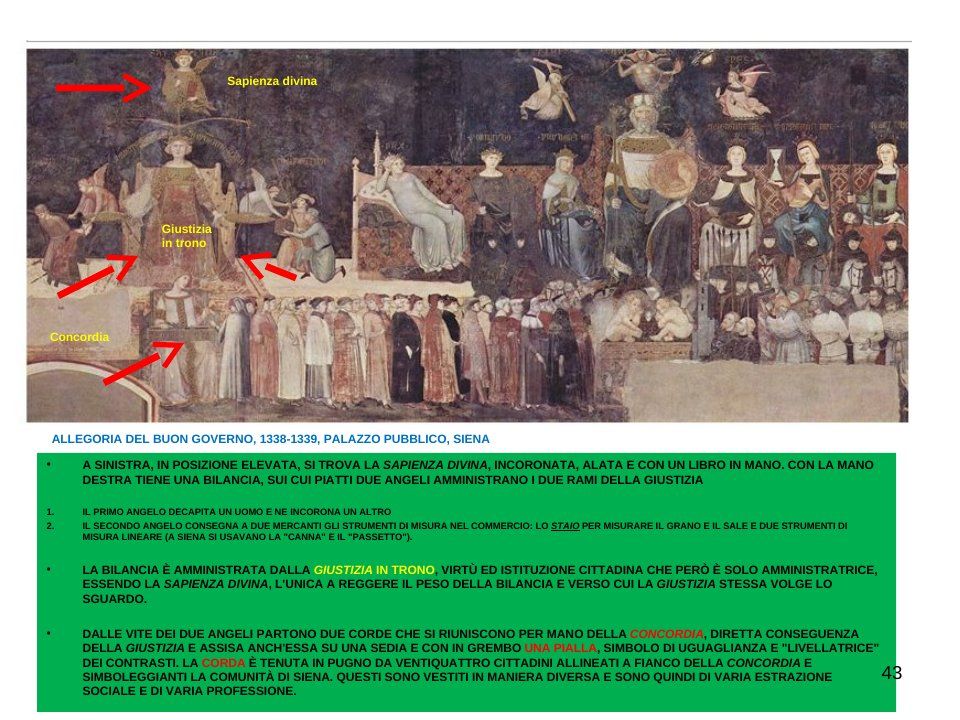 Sapienza divina
Giustizia
in trono
Concordia
ALLEGORIA DEL BUON GOVERNO, 1338-1339, PALAZZO PUBBLICO, SIENA
• A SINISTRA, IN POSIZIONE ELEVATA, SI TROVA LA SAPIENZA DIVINA, INCORONATA, ALATA E CON UN LIBRO IN MANO. CON LA MANO
DESTRA TIENE UNA BILANCIA, SUI CUI PIATTI DUE ANGELI AMMINISTRANO I DUE RAMI DELLA GIUSTIZIA
1. IL PRIMO ANGELO DECAPITA UN UOMO E NE INCORONA UN ALTRO
2. IL SECONDO ANGELO CONSEGNA A DUE MERCANTI GLI STRUMENTI DI MISURA NEL COMMERCIO: LO STAIO PER MISURARE IL GRANO E IL SALE E DUE STRUMENTI DI
MISURA LINEARE (A SIENA SI USAVANO LA "CANNA" E IL "PASSETTO").
• LA BILANCIA È AMMINISTRATA DALLA GIUSTIZIA IN TRONO, VIRTÙ ED ISTITUZIONE CITTADINA CHE PERÒ È SOLO AMMINISTRATRICE,
ESSENDO LA SAPIENZA DIVINA, L'UNICA A REGGERE IL PESO DELLA BILANCIA E VERSO CUI LA GIUSTIZIA STESSA VOLGE LO
SGUARDO.
• DALLE VITE DEI DUE ANGELI PARTONO DUE CORDE CHE SI RIUNISCONO PER MANO DELLA CONCORDIA, DIRETTA CONSEGUENZA
DELLA GIUSTIZIA E ASSISA ANCH'ESSA SU UNA SEDIA E CON IN GREMBO UNA PIALLA, SIMBOLO DI UGUAGLIANZA E "LIVELLATRICE"
DEI CONTRASTI. LA CORDA È TENUTA IN PUGNO DA VENTIQUATTRO CITTADINI ALLINEATI A FIANCO DELLA CONCORDIA E
SIMBOLEGGIANTI LA COMUNITÀ DI SIENA. QUESTI SONO VESTITI IN MANIERA DIVERSA E SONO QUINDI DI VARIA ESTRAZIONE
SOCIALE E DI VARIA PROFESSIONE.
43